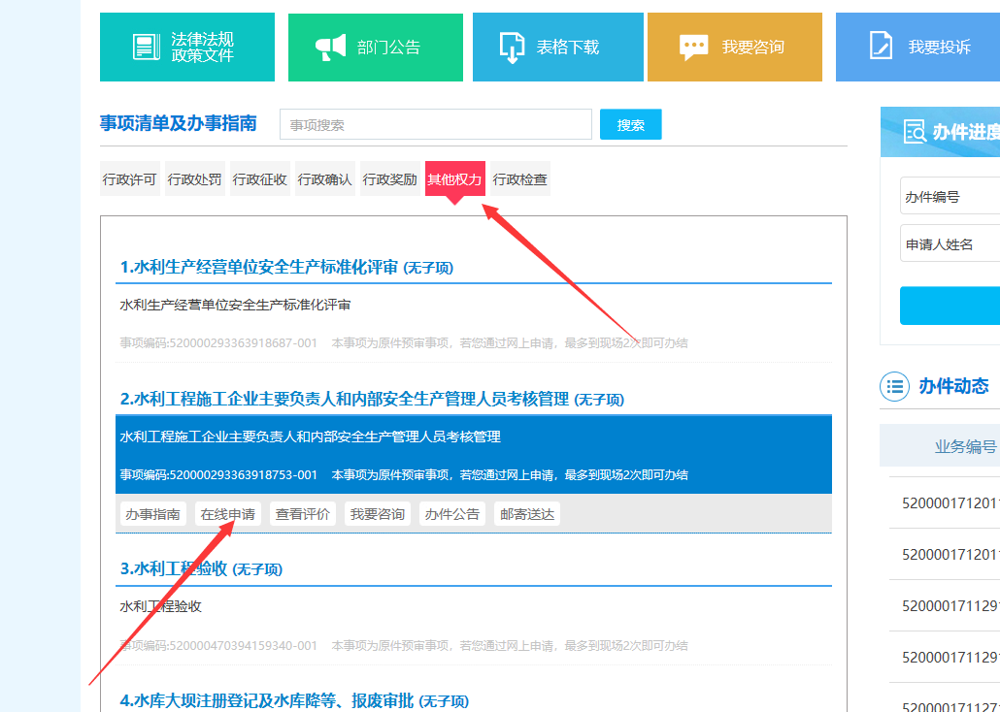 法律法规
政策文件
部门公告
表格下载
我要咨询
我要投诉
事项清单及办事指南
事项搜索
搜索
行政许可 行政处罚 行政征收 行政确认 行政奖励 其他权力 行政检查
1.水利生产经营单位安全生产标准化评审 (无子项)
水利生产经营单位安全生产标准化评审
事项编码:520000293363918687-001 本事项为原件预审事项，若您通过网上申请，最多到现场2次即可办结
2.水利工程施工企业主要负责人和内部安全生产管理人员考核管理 (无子项)
水利工程施工企业主要负责人和内部安全生产管理人员考核管理
事项编码:520000293363918753-001 本事项为原件预审事项，若您通过网上申请，最多到现场2次即可办结
办事指南 在线申请 查看评价 我要咨询 办件公告 邮寄送达
3.水利工程验收 (无子项)
水利工程验收
事项编码:520000470394159340-001 本事项为原件预审事项，若您通过网上申请，最多到现场2次即可办结
4.水库大坝注册登记及水库降等、报废审批 (无子项)
办件进度
办件编号
申请人姓名
办件动态
业务编号
520000171201
520000171201
520000171129
520000171129
520000171127